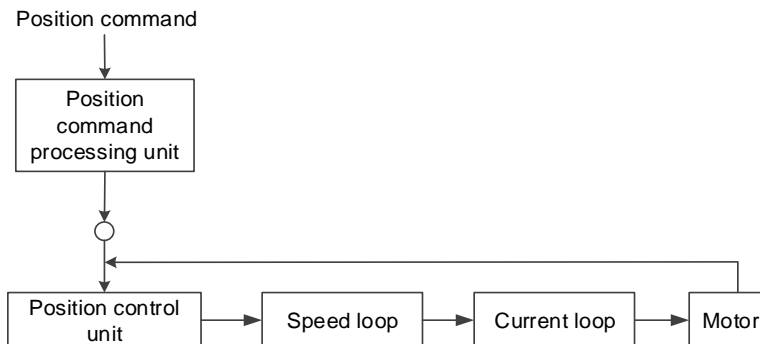 Position command
Position
command
processing unit
Position control
unit
Speed loop
Current loop
Motor